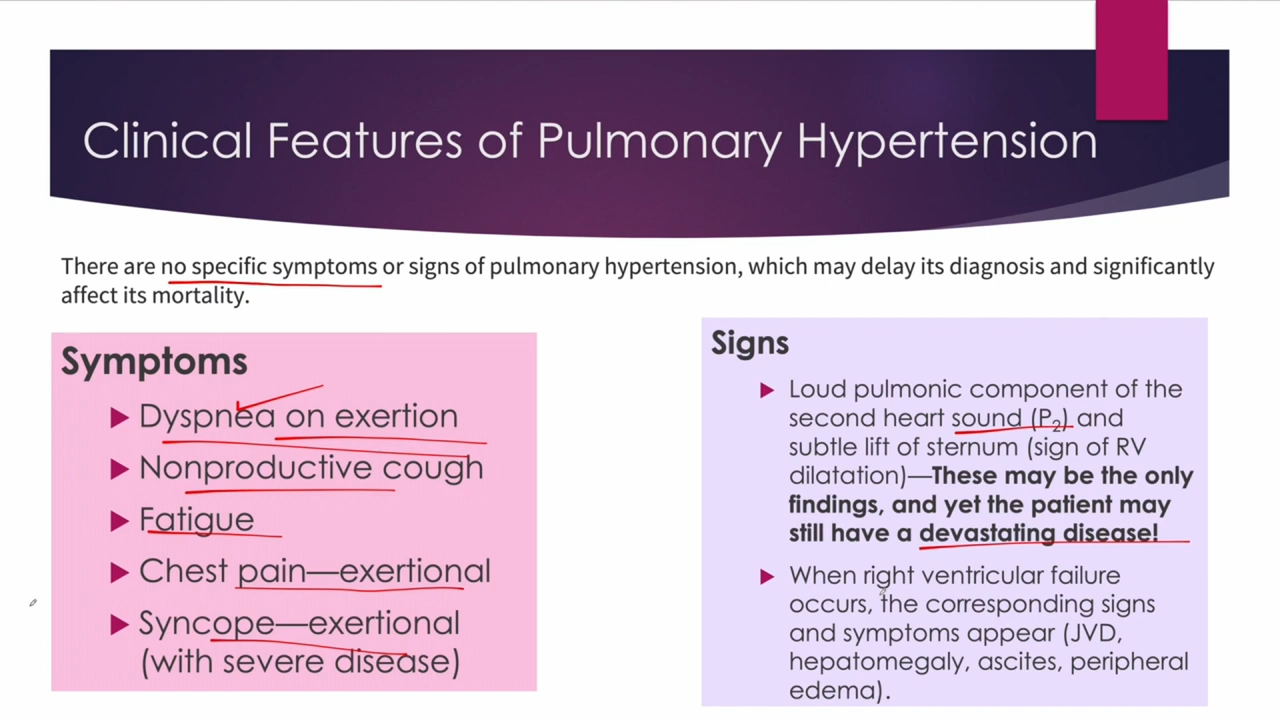 Clinical Features of Pulmonary Hypertension
There are no specific symptoms or signs of pulmonary hypertension, which may delay its diagnosis and significantly
affect its mortality.
Symptoms
Dyspnea on exertion
Nonproductive cough
Fatigue
Chest pain—exertional
Syncope—exertional
(with severe disease)
Signs
Loud pulmonic component of the
second heart sound (P2) and
subtle lift of sternum (sign of RV
dilatation)—These may be the only
findings, and yet the patient may
still have a devastating disease!
When right ventricular failure
occurs, the corresponding signs
and symptoms appear (JVD,
hepatomegaly, ascites, peripheral
edema).